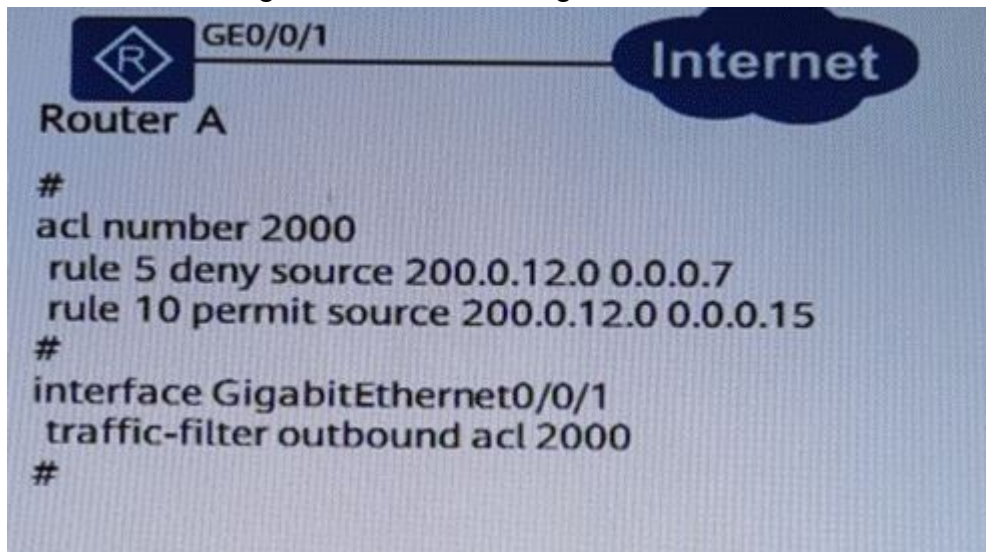 GE0/0/1
R
Internet
Router A
#
acl number 2000
rule 5 deny source 200.0.12.0 0.0.0.7
rule 10 permit source 200.0.12.0 0.0.0.15
#
interface GigabitEthernet0/0/1
traffic-filter outbound acl 2000
#